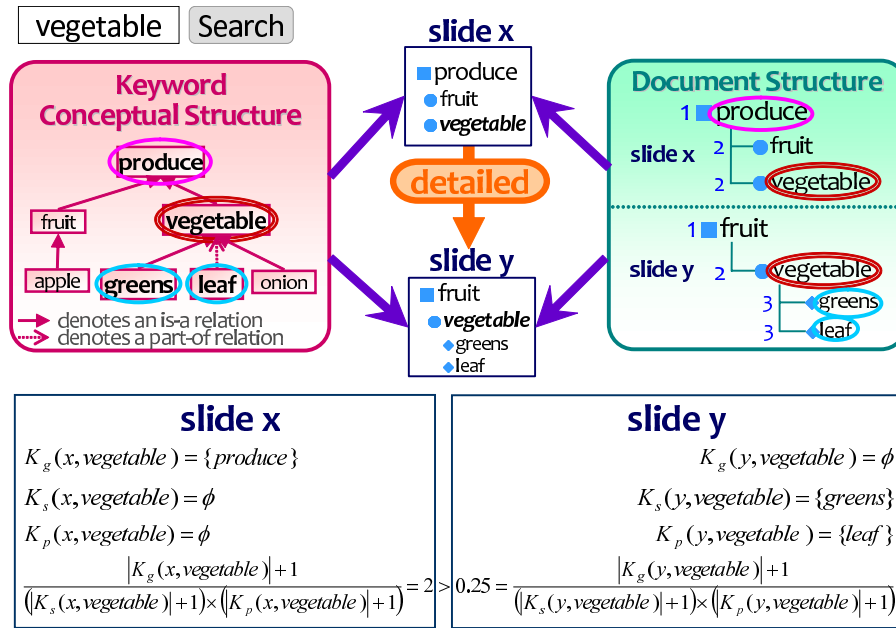 vegetable
Search
Keyword
Conceptual Structure
produce
fruit
vegetable
apple
greens
leaf
onion
denotes an is-a relation
denotes a part-of relation
slide x
produce
fruit
vegetable
detailed
slide y
fruit
vegetable
greens
leaf
Document Structure
1 produce
slide x
2 fruit
2 vegetable
1 fruit
slide y
2 vegetable
3 greens
3 leaf
slide x
K_g(x,vegetable) = {produce}
K_s(x,vegetable) = ϕ
K_p(x,vegetable) = ϕ
|K_g(x,vegetable)|+1
(|K_s(x,vegetable)|+1)×(|K_p(x,vegetable)|+1) = 2 > 0.25 =
slide y
K_g(y,vegetable) = ϕ
K_s(y,vegetable) = {greens}
K_p(y,vegetable) = {leaf}
|K_g(y,vegetable)|+1
(|K_s(y,vegetable)|+1)×(|K_p(y,vegetable)|+1)